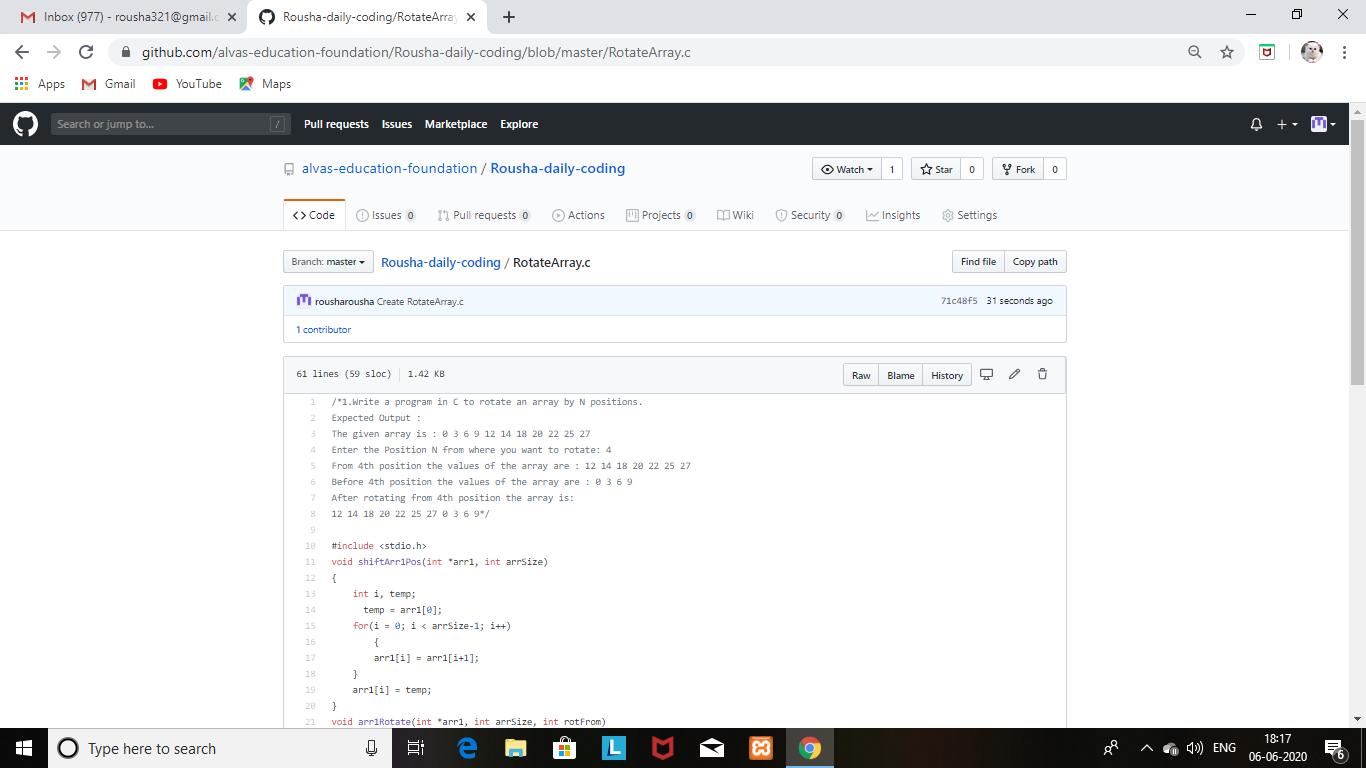 Inbox (977) - rousha321@gmail.c
Rousha-daily-coding/RotateArray
github.com/alvas-education-foundation/Rousha-daily-coding/blob/master/RotateArray.c
Apps Gmail YouTube Maps
Search or jump to... / Pull requests Issues Marketplace Explore
alvas-education-foundation / Rousha-daily-coding Watch 1 Star 0 Fork 0
Code Issues 0 Pull requests 0 Actions Projects 0 Wiki Security 0 Insights Settings
Branch: master Rousha-daily-coding / RotateArray.c Find file Copy path
rousharousha Create RotateArray.c 71c48f5 31 seconds ago
1 contributor
61 lines (59 sloc) 1.42 KB Raw Blame History
1 /*1.Write a program in C to rotate an array by N positions.
2 Expected Output :
3 The given array is : 0 3 6 9 12 14 18 20 22 25 27
4 Enter the Position N from where you want to rotate: 4
5 From 4th position the values of the array are : 12 14 18 20 22 25 27
6 Before 4th position the values of the array are : 0 3 6 9
7 After rotating from 4th position the array is:
8 12 14 18 20 22 25 27 0 3 6 9*/
9
10 #include <stdio.h>
11 void shiftArr1Pos(int *arr1, int arrSize)
12 {
13 int i, temp;
14 temp = arr1[0];
15 for(i = 0; i < arrSize-1; i++)
16 {
17 arr1[i] = arr1[i+1];
18 }
19 arr1[i] = temp;
20 }
21 void arr1Rotate(int *arr1, int arrSize, int rotFrom)
Type here to search L ENG 18:17
06-06-2020 6